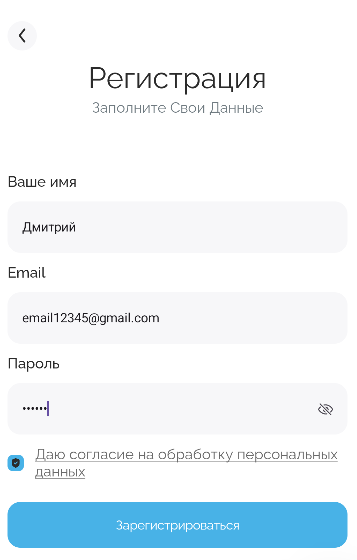 Регистрация
Заполните Свои Данные
Ваше имя
Дмитрий
Email
email12345@gmail.com
Пароль
••••••
Даю согласие на обработку персональных
данных
Зарегистрироваться